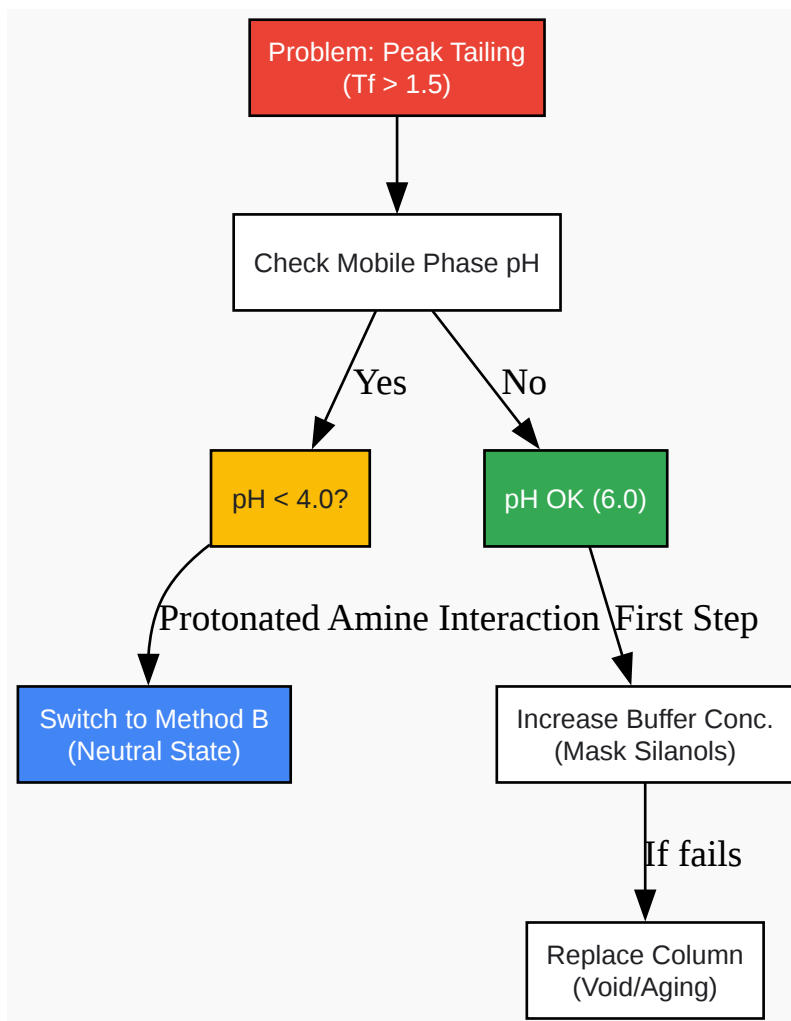 Problem: Peak Tailing
(Tf > 1.5)
Check Mobile Phase pH
Yes
No
pH < 4.0?
pH OK (6.0)
Protonated Amine Interaction
First Step
Switch to Method B
(Neutral State)
Increase Buffer Conc.
(Mask Silanols)
If fails
Replace Column
(Void/Aging)